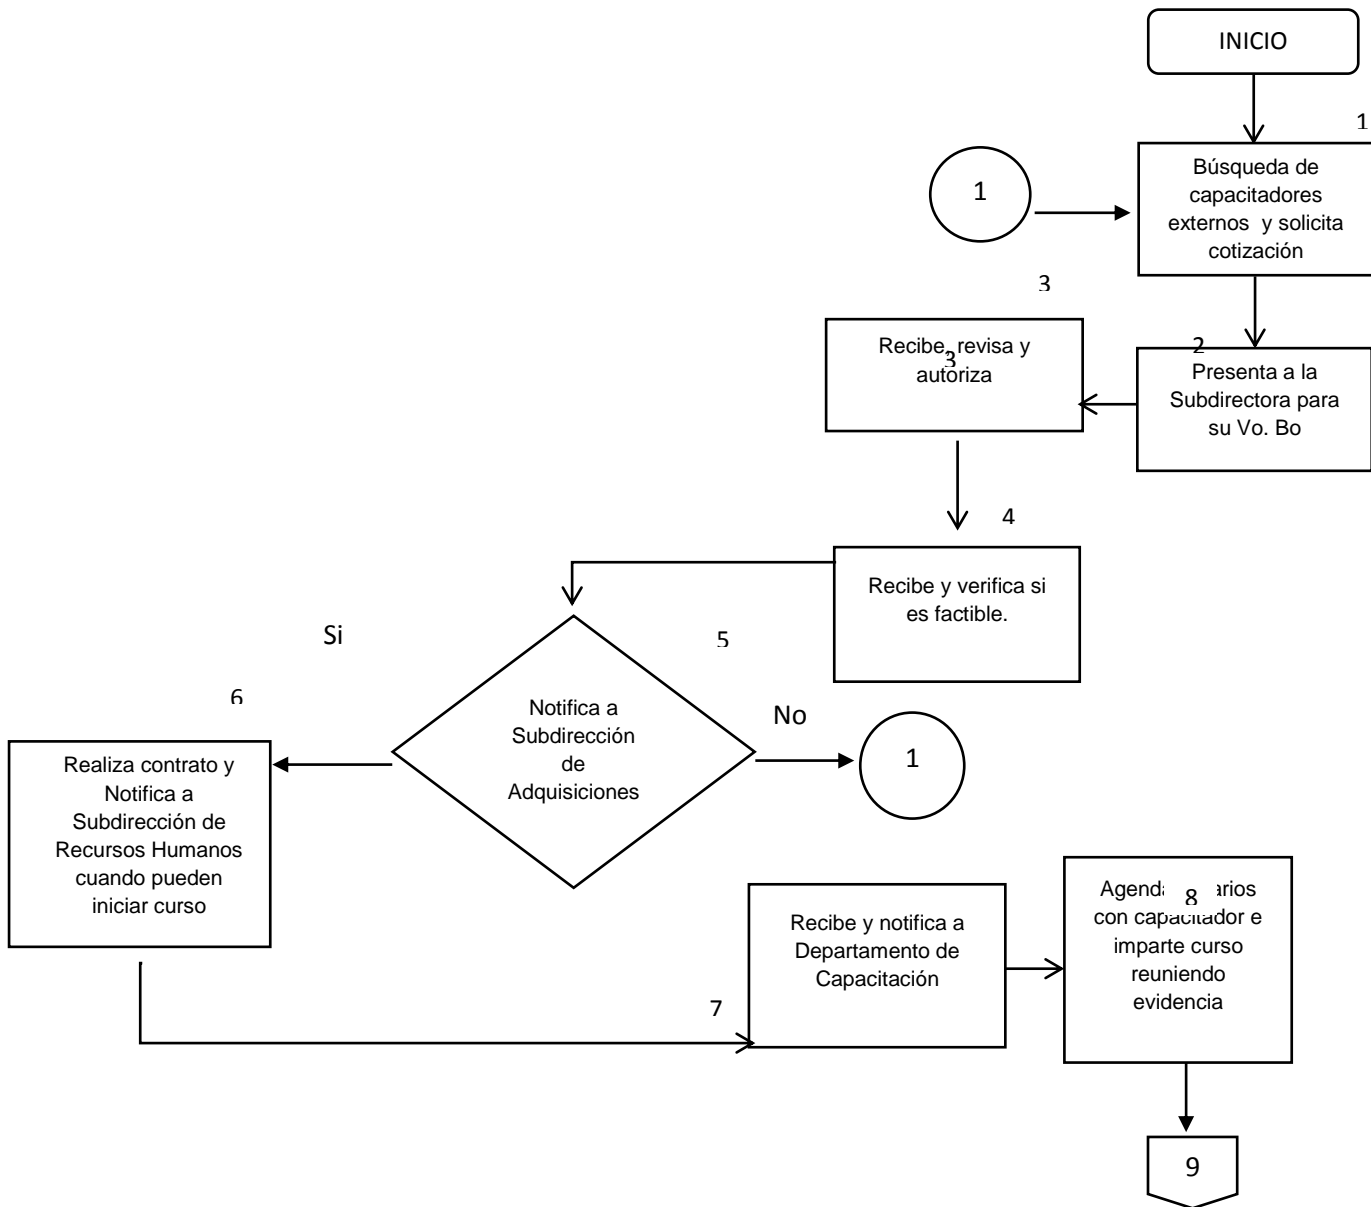 INICIO
1
Búsqueda de
capacitadores
externos y solicita
cotización
1
3
Recibe, revisa y
autoriza
3
2
Presenta a la
Subdirectora para
su Vo. Bo
4
Recibe y verifica si
es factible.
Si
5
6
Notifica a
Subdirección
de
Adquisiciones
No
1
Realiza contrato y
Notifica a
Subdirección de
Recursos Humanos
cuando pueden
iniciar curso
7
Recibe y notifica a
Departamento de
Capacitación
8
con capacitador e
imparte curso
reuniendo
evidencia
9